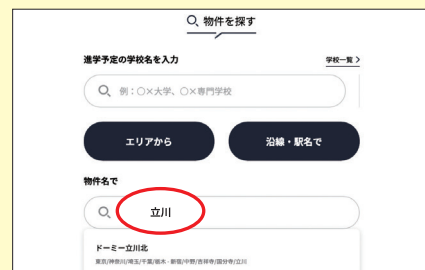 物件を探す
進学予定の学校名を入力
学校一覧 >
例：○×大学、○×専門学校
エリアから
沿線・駅名で
物件名で
立川
ドーミー立川北
東京/神奈川/埼玉/千葉/栃木・新宿/中野/吉祥寺/国分寺/立川